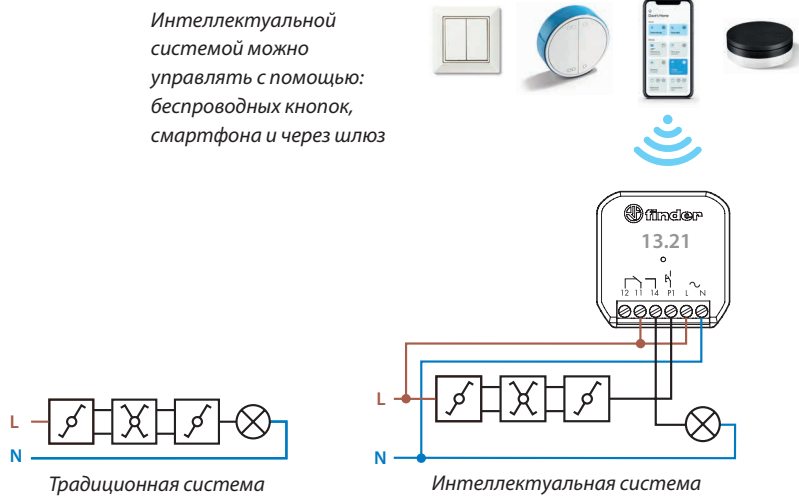 Интеллектуальной
системой можно
управлять с помощью:
беспроводных кнопок,
смартфона и через шлюз
finder
13.21
12 11 14 P1 L N
L
N
Традиционная система
L
N
Интеллектуальная система